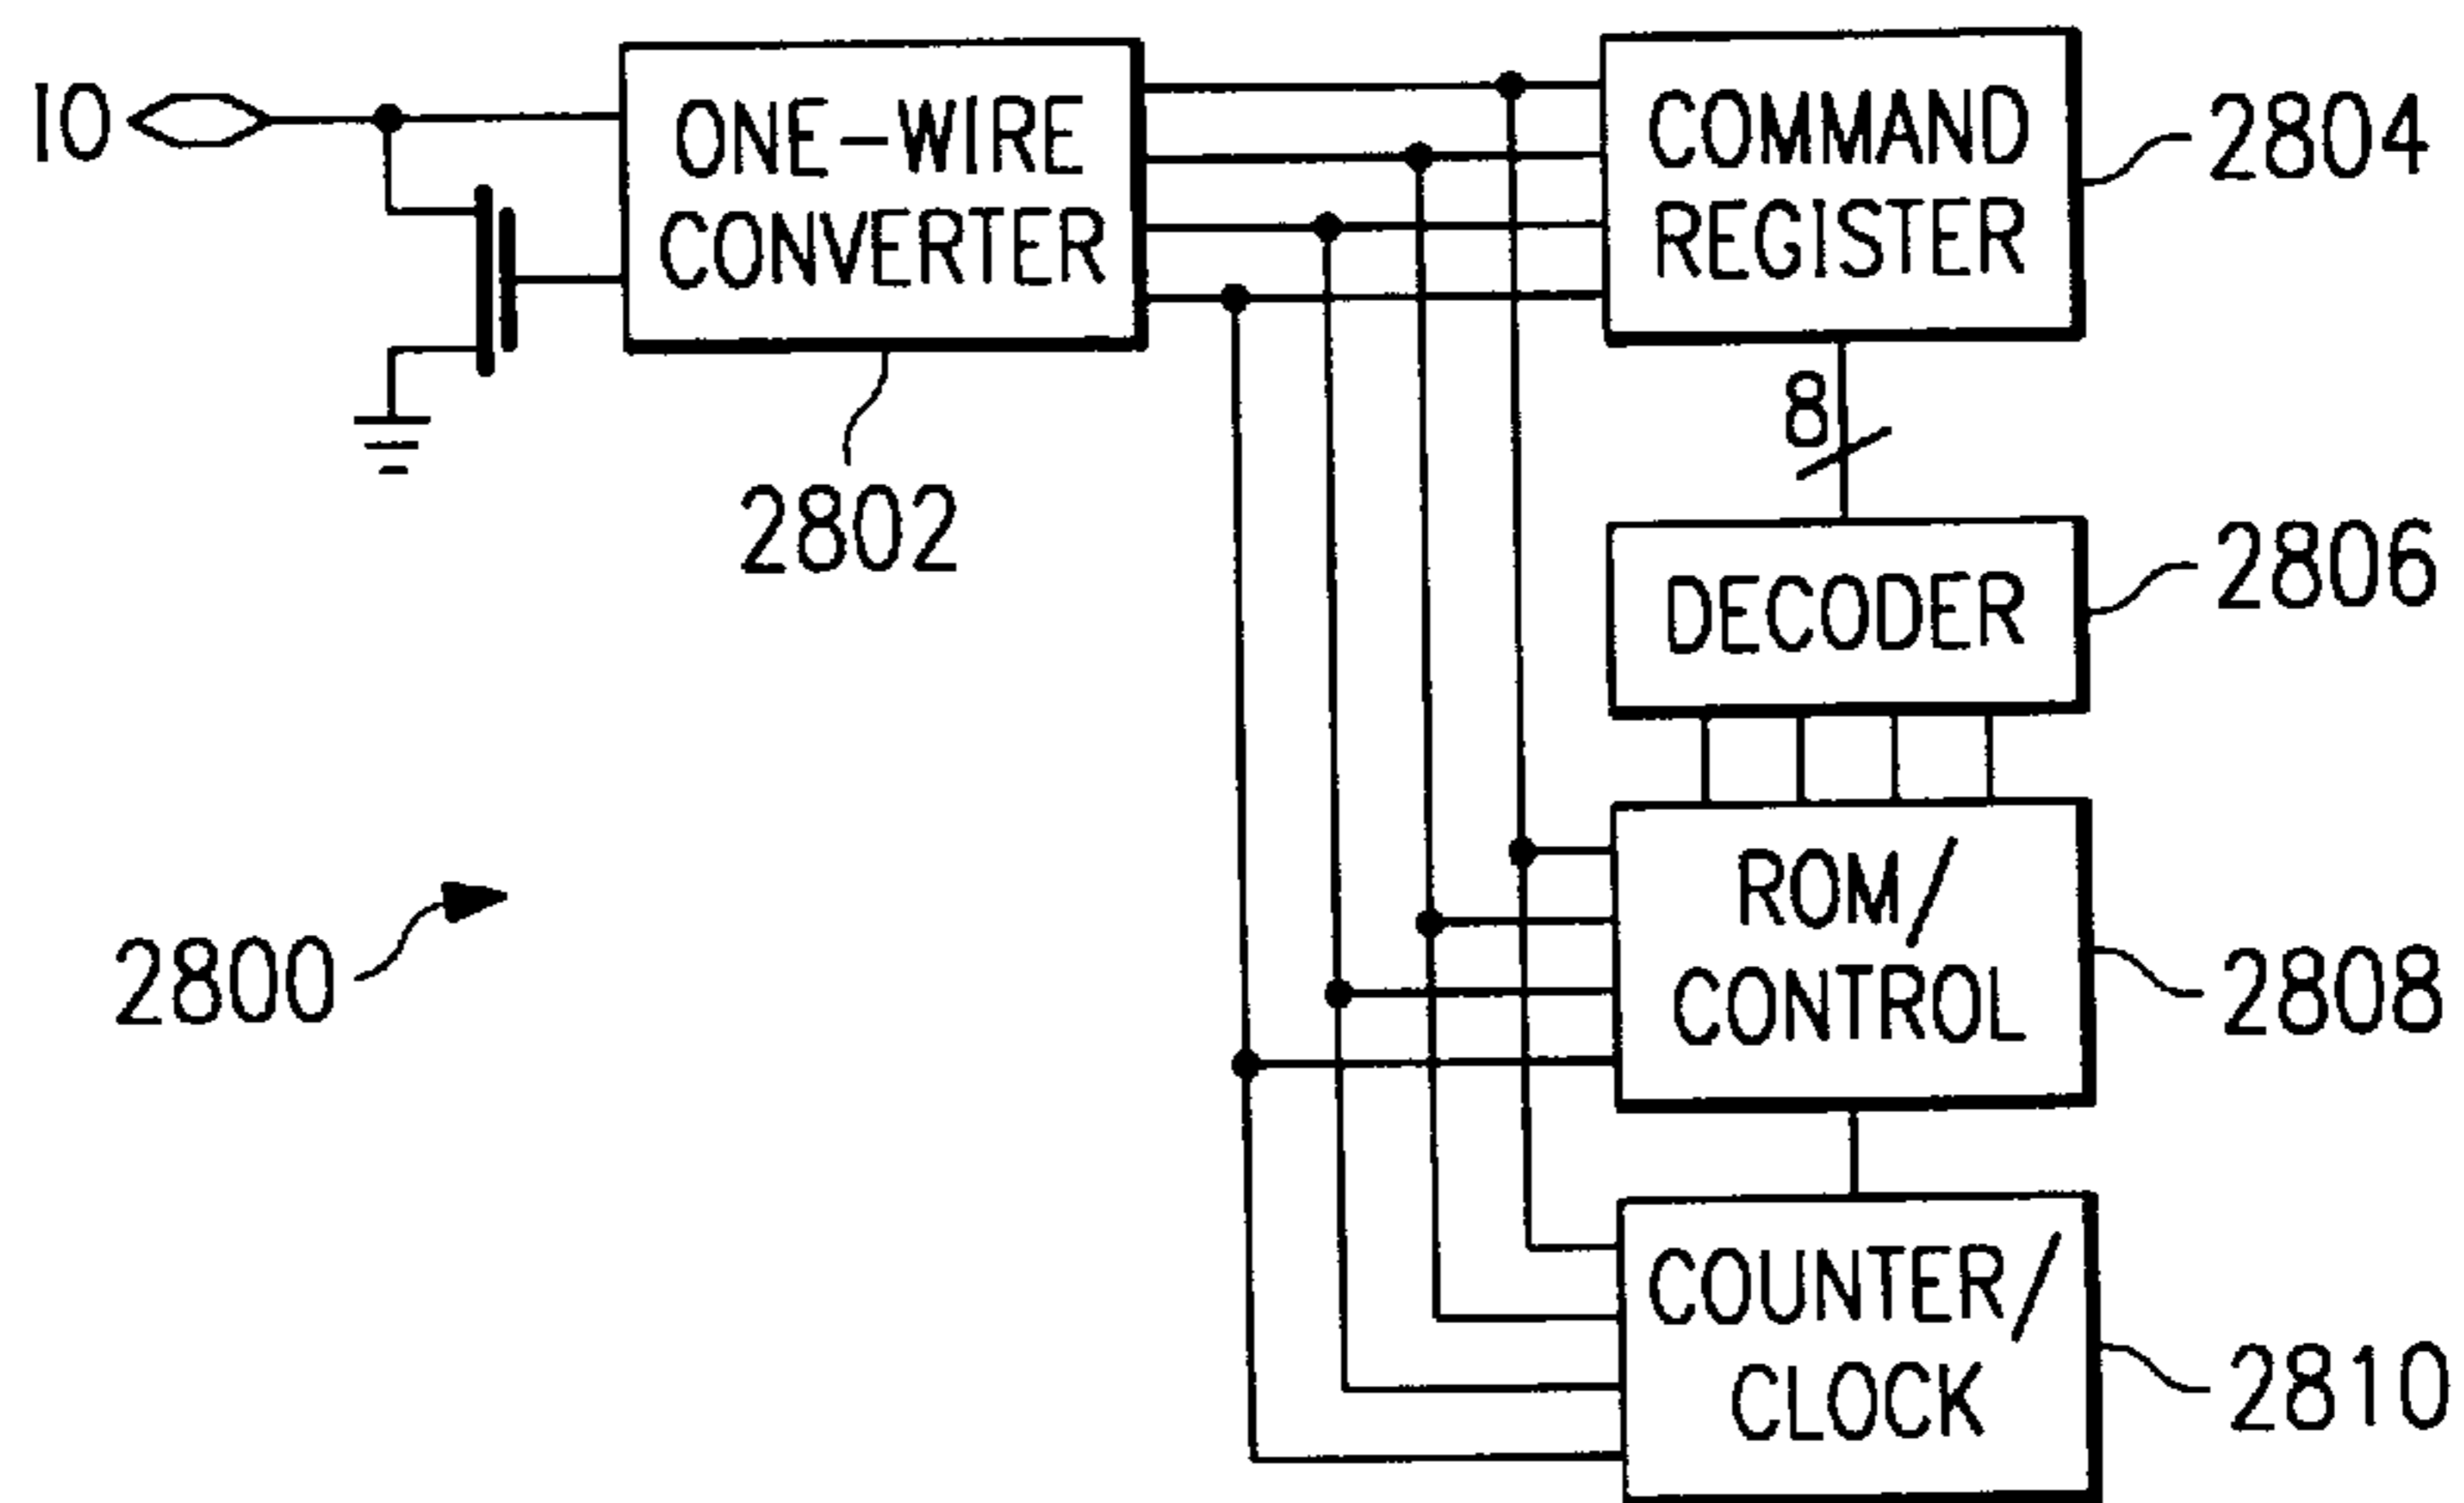 IO
ONE-WIRE
CONVERTER
2802
COMMAND
REGISTER
2804
8
DECODER
2806
2800
ROM/
CONTROL
2808
COUNTER/
CLOCK
2810